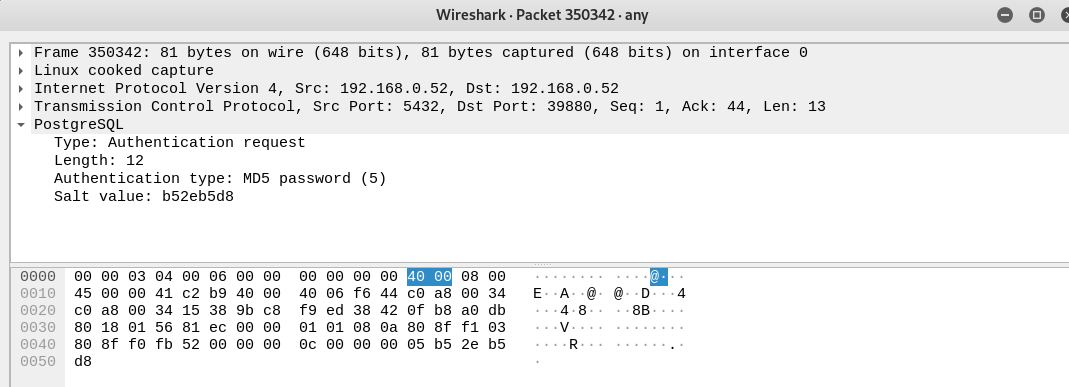 Wireshark · Packet 350342 · any
Frame 350342: 81 bytes on wire (648 bits), 81 bytes captured (648 bits) on interface 0
Linux cooked capture
Internet Protocol Version 4, Src: 192.168.0.52, Dst: 192.168.0.52
Transmission Control Protocol, Src Port: 5432, Dst Port: 39880, Seq: 1, Ack: 44, Len: 13
PostgreSQL
Type: Authentication request
Length: 12
Authentication type: MD5 password (5)
Salt value: b52eb5d8
0000 00 00 03 04 00 06 00 00 00 00 00 00 40 00 08 00 ········ ····@···
0010 45 00 00 41 c2 b9 40 00 40 06 f6 44 c0 a8 00 34 E··A··@· @··D···4
0020 c0 a8 00 34 15 38 9b c8 f9 ed 38 42 0f b8 a0 db ···4·8·· ··8B····
0030 80 18 01 56 81 ec 00 00 01 01 08 0a 80 8f f1 03 ···V···· ········
0040 80 8f f0 fb 52 00 00 00 0c 00 00 00 05 b5 2e b5 ····R··· ······.·
0050 d8 ·